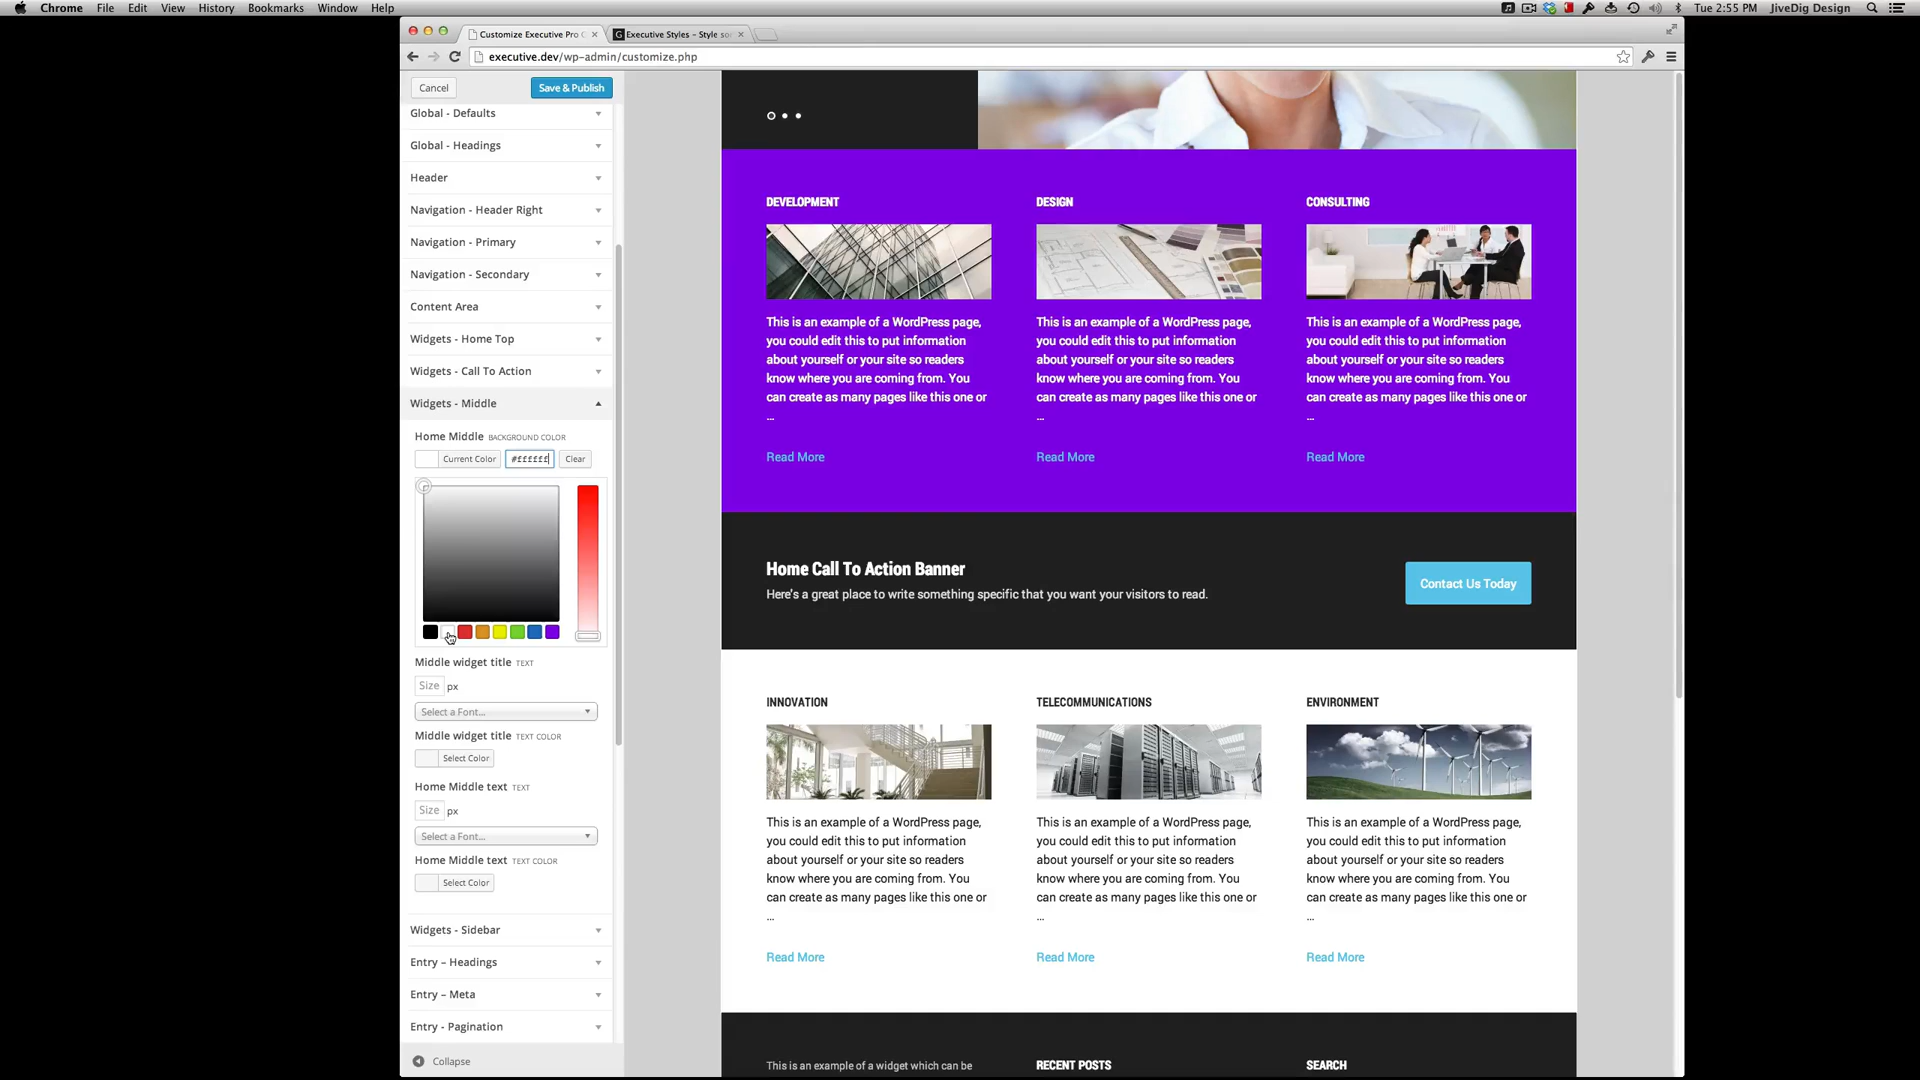 Chrome File Edit View History Bookmarks Window Help
Tue 2:55 PM JiveDig Design
Customize Executive Pro
Executive Styles - Style so
executive.dev/wp-admin/customize.php
Cancel
Save & Publish
Global - Defaults
Global - Headings
Header
Navigation - Header Right
Navigation - Primary
Navigation - Secondary
Content Area
Widgets - Home Top
Widgets - Call To Action
Widgets - Middle
Home Middle BACKGROUND COLOR
Current Color #ffffff Clear
Middle widget title TEXT
Size px
Select a Font...
Middle widget title TEXT COLOR
Select Color
Home Middle text TEXT
Size px
Select a Font...
Home Middle text TEXT COLOR
Select Color
Widgets - Sidebar
Entry – Headings
Entry – Meta
Entry - Pagination
Collapse
DEVELOPMENT
This is an example of a WordPress page,
you could edit this to put information
about yourself or your site so readers
know where you are coming from. You
can create as many pages like this one or
...
Read More
DESIGN
This is an example of a WordPress page,
you could edit this to put information
about yourself or your site so readers
know where you are coming from. You
can create as many pages like this one or
...
Read More
CONSULTING
This is an example of a WordPress page,
you could edit this to put information
about yourself or your site so readers
know where you are coming from. You
can create as many pages like this one or
...
Read More
Home Call To Action Banner
Here's a great place to write something specific that you want your visitors to read.
Contact Us Today
INNOVATION
This is an example of a WordPress page,
you could edit this to put information
about yourself or your site so readers
know where you are coming from. You
can create as many pages like this one or
...
Read More
TELECOMMUNICATIONS
This is an example of a WordPress page,
you could edit this to put information
about yourself or your site so readers
know where you are coming from. You
can create as many pages like this one or
...
Read More
ENVIRONMENT
This is an example of a WordPress page,
you could edit this to put information
about yourself or your site so readers
know where you are coming from. You
can create as many pages like this one or
...
Read More
This is an example of a widget which can be
RECENT POSTS
SEARCH